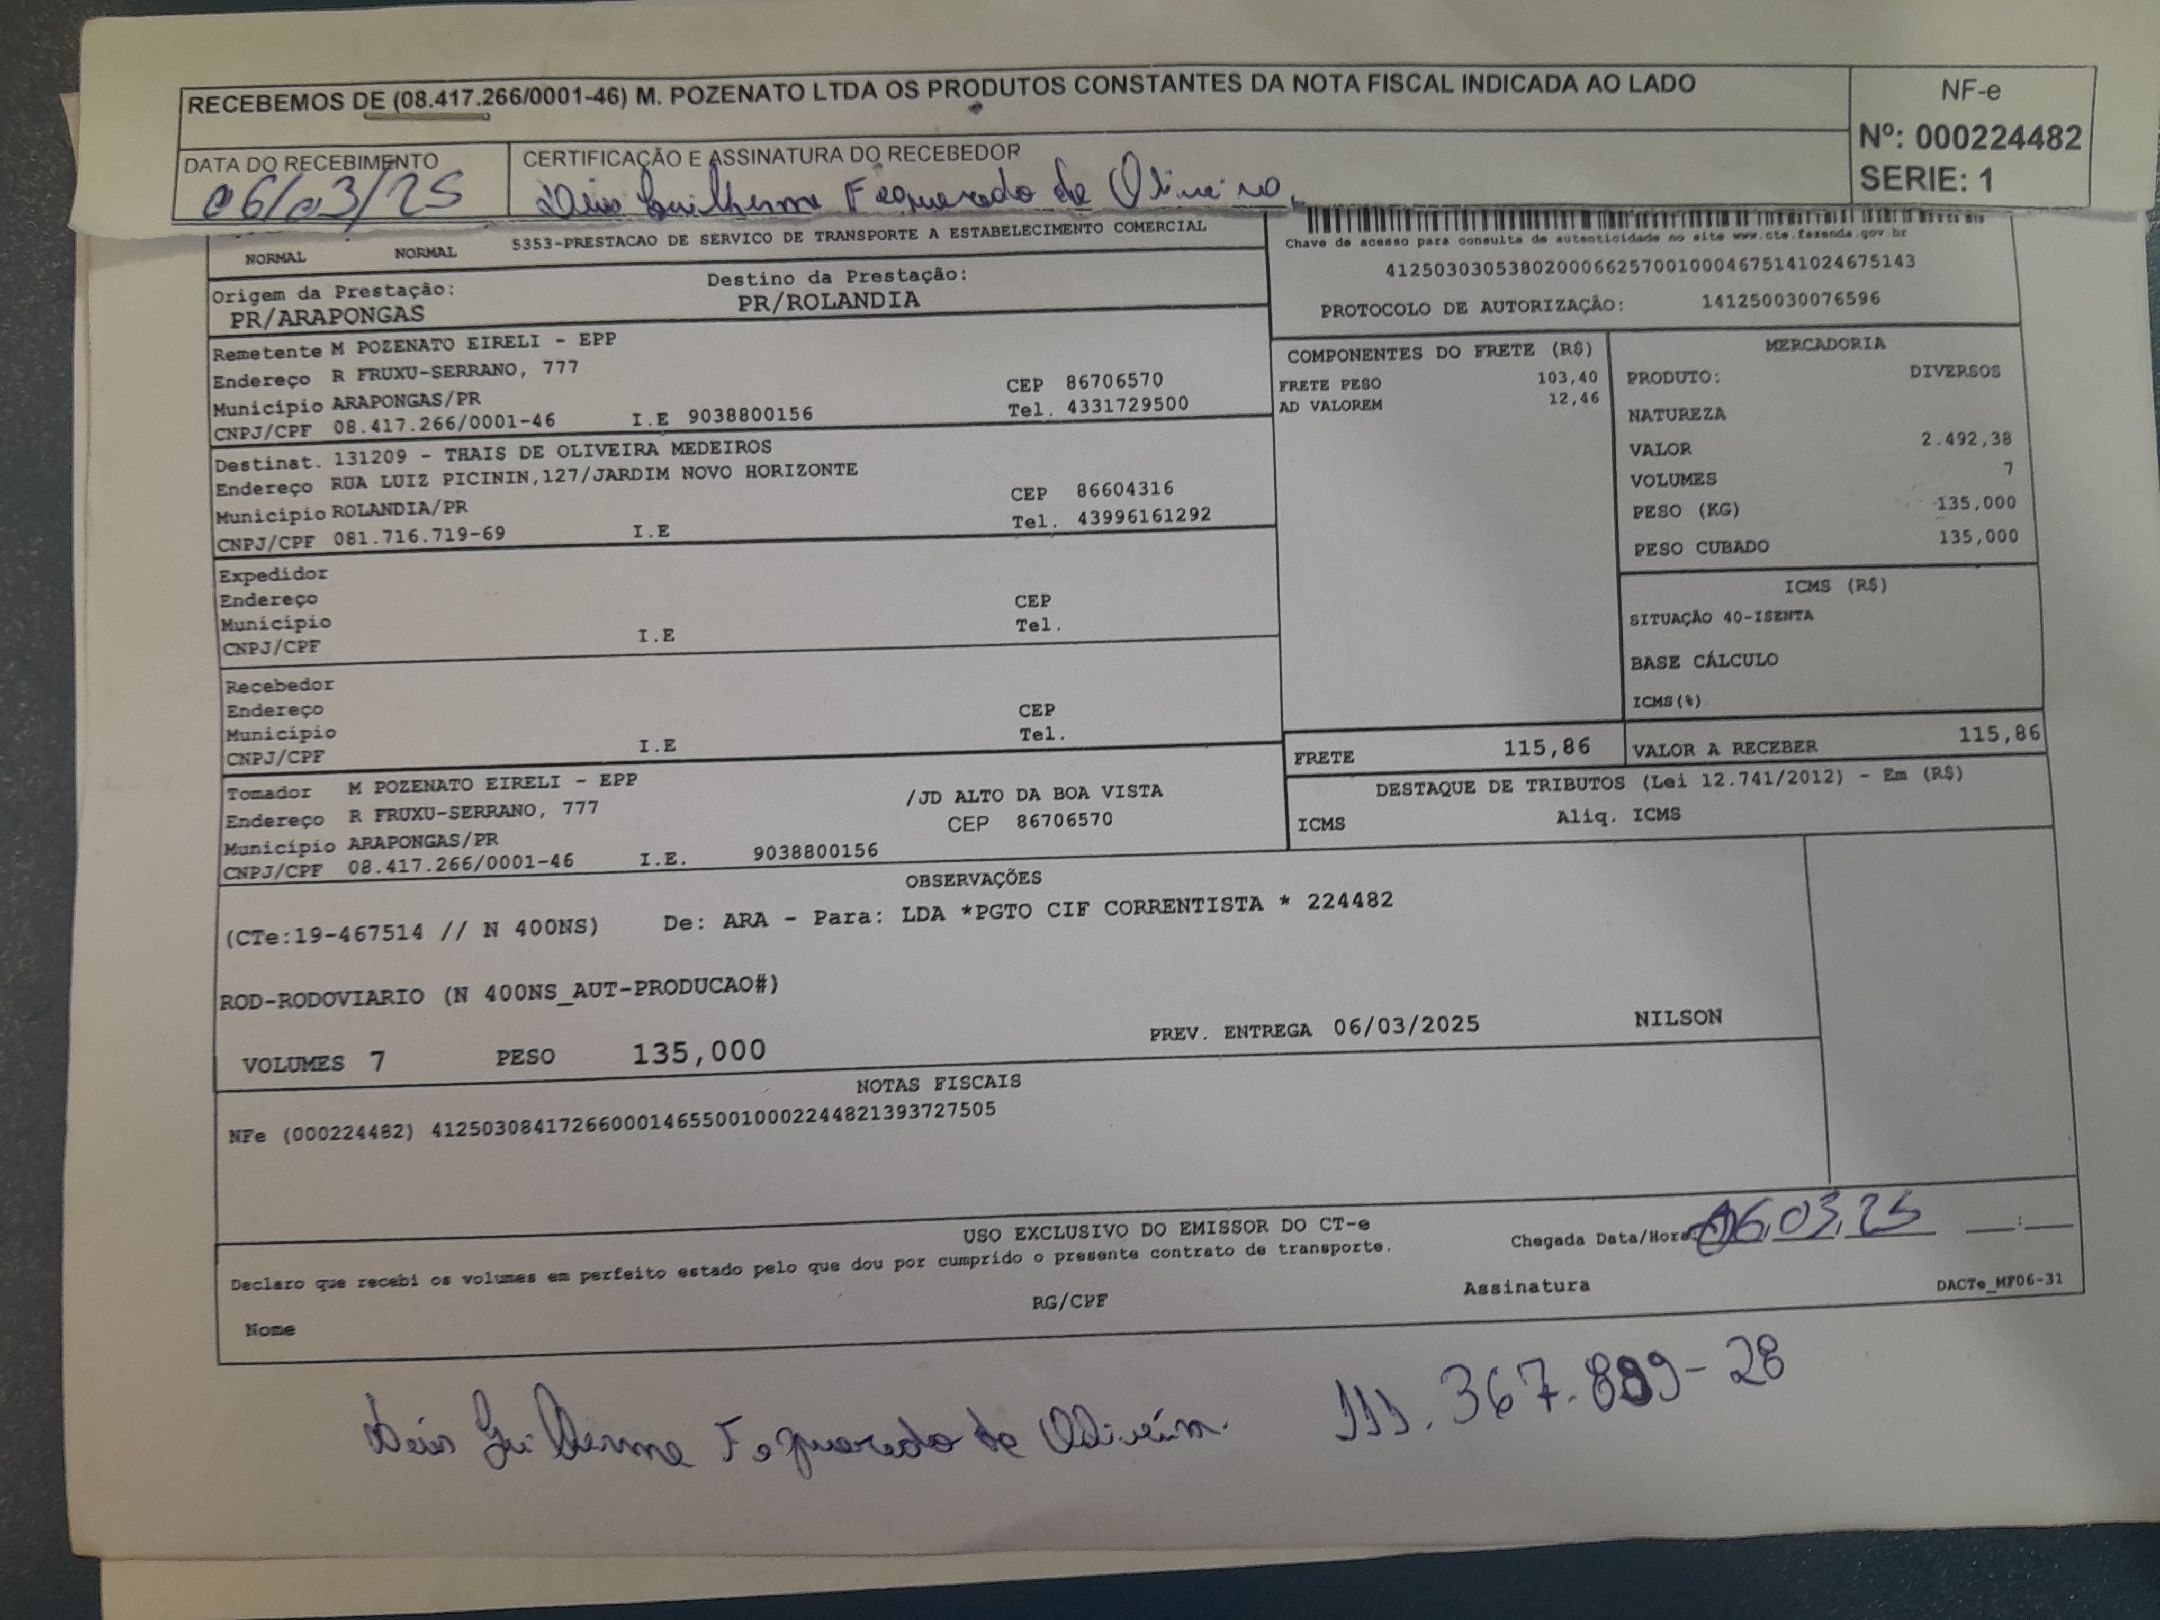 RECEBEMOS DE (08.417.266/0001-46) M. POZENATO LTDA OS PRODUTOS CONSTANTES DA NOTA FISCAL INDICADA AO LADO
NF-e
Nº: 000224482
SERIE: 1
DATA DO RECEBIMENTO
06/03/25
CERTIFICAÇÃO E ASSINATURA DO RECEBEDOR
Guilherme Fequeredo de Oliveira
NORMAL NORMAL 5353-PRESTACAO DE SERVICO DE TRANSPORTE A ESTABELECIMENTO COMERCIAL
Chave de acesso para consulta de autenticidade no site www.cte.fazenda.gov.br
41250303053802000662570010004675141024675143
PROTOCOLO DE AUTORIZAÇÃO: 141250030076596
Origem da Prestação:
PR/ARAPONGAS
Destino da Prestação:
PR/ROLANDIA
Remetente M POZENATO EIRELI - EPP
Endereço R FRUXU-SERRANO, 777 CEP 86706570
Município ARAPONGAS/PR Tel. 4331729500
CNPJ/CPF 08.417.266/0001-46 I.E 9038800156
Destinat. 131209 - THAIS DE OLIVEIRA MEDEIROS
Endereço RUA LUIZ PICININ,127/JARDIM NOVO HORIZONTE CEP 86604316
Município ROLANDIA/PR Tel. 43996161292
CNPJ/CPF 081.716.719-69 I.E
Expedidor
Endereço CEP
Município Tel.
CNPJ/CPF I.E
Recebedor
Endereço CEP
Município Tel.
CNPJ/CPF I.E
Tomador M POZENATO EIRELI - EPP /JD ALTO DA BOA VISTA
Endereço R FRUXU-SERRANO, 777 CEP 86706570
Município ARAPONGAS/PR
CNPJ/CPF 08.417.266/0001-46 I.E. 9038800156
COMPONENTES DO FRETE (R$)
FRETE PESO 103,40
AD VALOREM 12,46
MERCADORIA
PRODUTO: DIVERSOS
NATUREZA
VALOR 2.492,38
VOLUMES 7
PESO (KG) 135,000
PESO CUBADO 135,000
ICMS (R$)
SITUAÇÃO 40-ISENTA
BASE CÁLCULO
ICMS(%)
FRETE 115,86
VALOR A RECEBER 115,86
DESTAQUE DE TRIBUTOS (Lei 12.741/2012) - Em (R$)
ICMS Aliq. ICMS
OBSERVAÇÕES
(CTe:19-467514 // N 400NS) De: ARA - Para: LDA *PGTO CIF CORRENTISTA * 224482
ROD-RODOVIARIO (N 400NS_AUT-PRODUCAO#)
VOLUMES 7 PESO 135,000 PREV. ENTREGA 06/03/2025 NILSON
NOTAS FISCAIS
NFe (000224482) 41250308417266000146550010002244821393727505
USO EXCLUSIVO DO EMISSOR DO CT-e
Declaro que recebi os volumes em perfeito estado pelo que dou por cumprido o presente contrato de transporte.
Chegada Data/Hora 06,03,25 __:__
Nome RG/CPF Assinatura DACTe_MF06-31
Guilherme Fequeredo de Oliveira 111.367.889-28